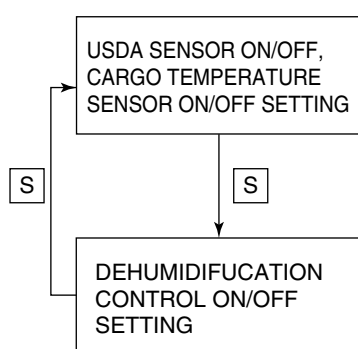 USDA SENSOR ON/OFF,
CARGO TEMPERATURE
SENSOR ON/OFF SETTING
S
S
DEHUMIDIFUCATION
CONTROL ON/OFF
SETTING